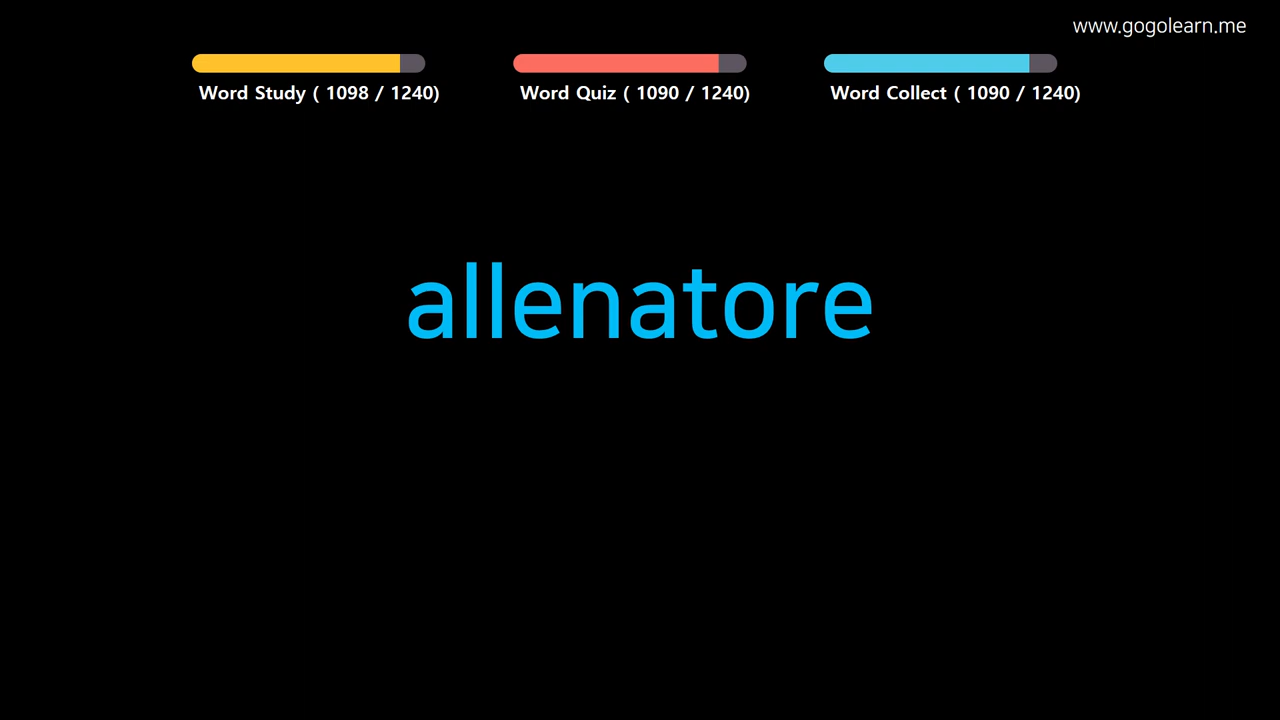 www.gogolearn.me
Word Study ( 1098 / 1240)
Word Quiz ( 1090 / 1240)
Word Collect ( 1090 / 1240)
allenatore